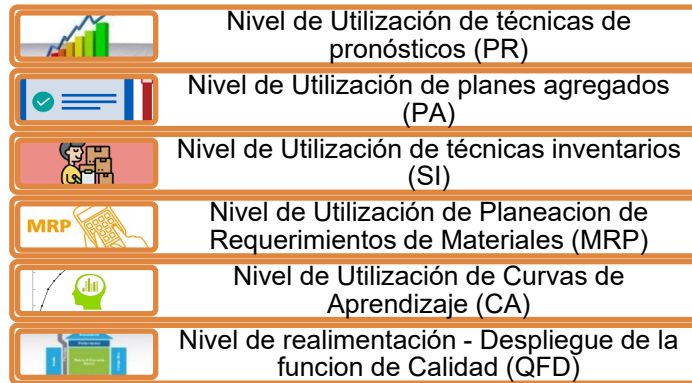 Nivel de Utilización de técnicas de
pronósticos (PR)
Nivel de Utilización de planes agregados
(PA)
Nivel de Utilización de técnicas inventarios
(SI)
MRP
Nivel de Utilización de Planeacion de
Requerimientos de Materiales (MRP)
Nivel de Utilización de Curvas de
Aprendizaje (CA)
Nivel de realimentación - Despliegue de la
funcion de Calidad (QFD)